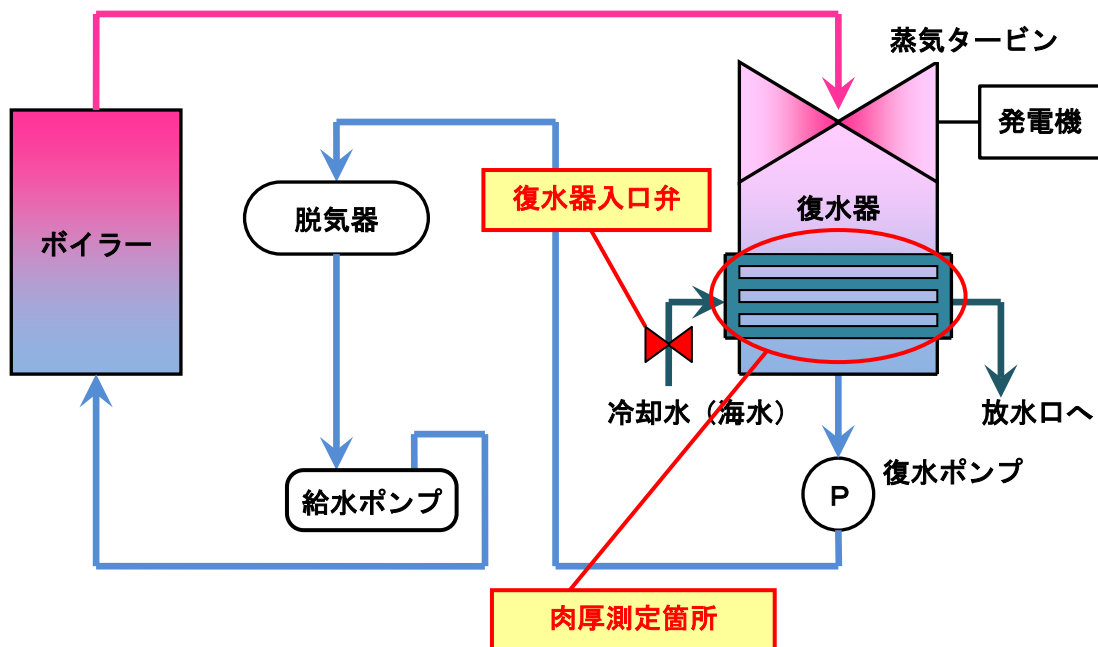 蒸気タービン
発電機
復水器入口弁
復水器
脱気器
ボイラー
冷却水（海水）
放水口へ
復水ポンプ
P
給水ポンプ
肉厚測定箇所